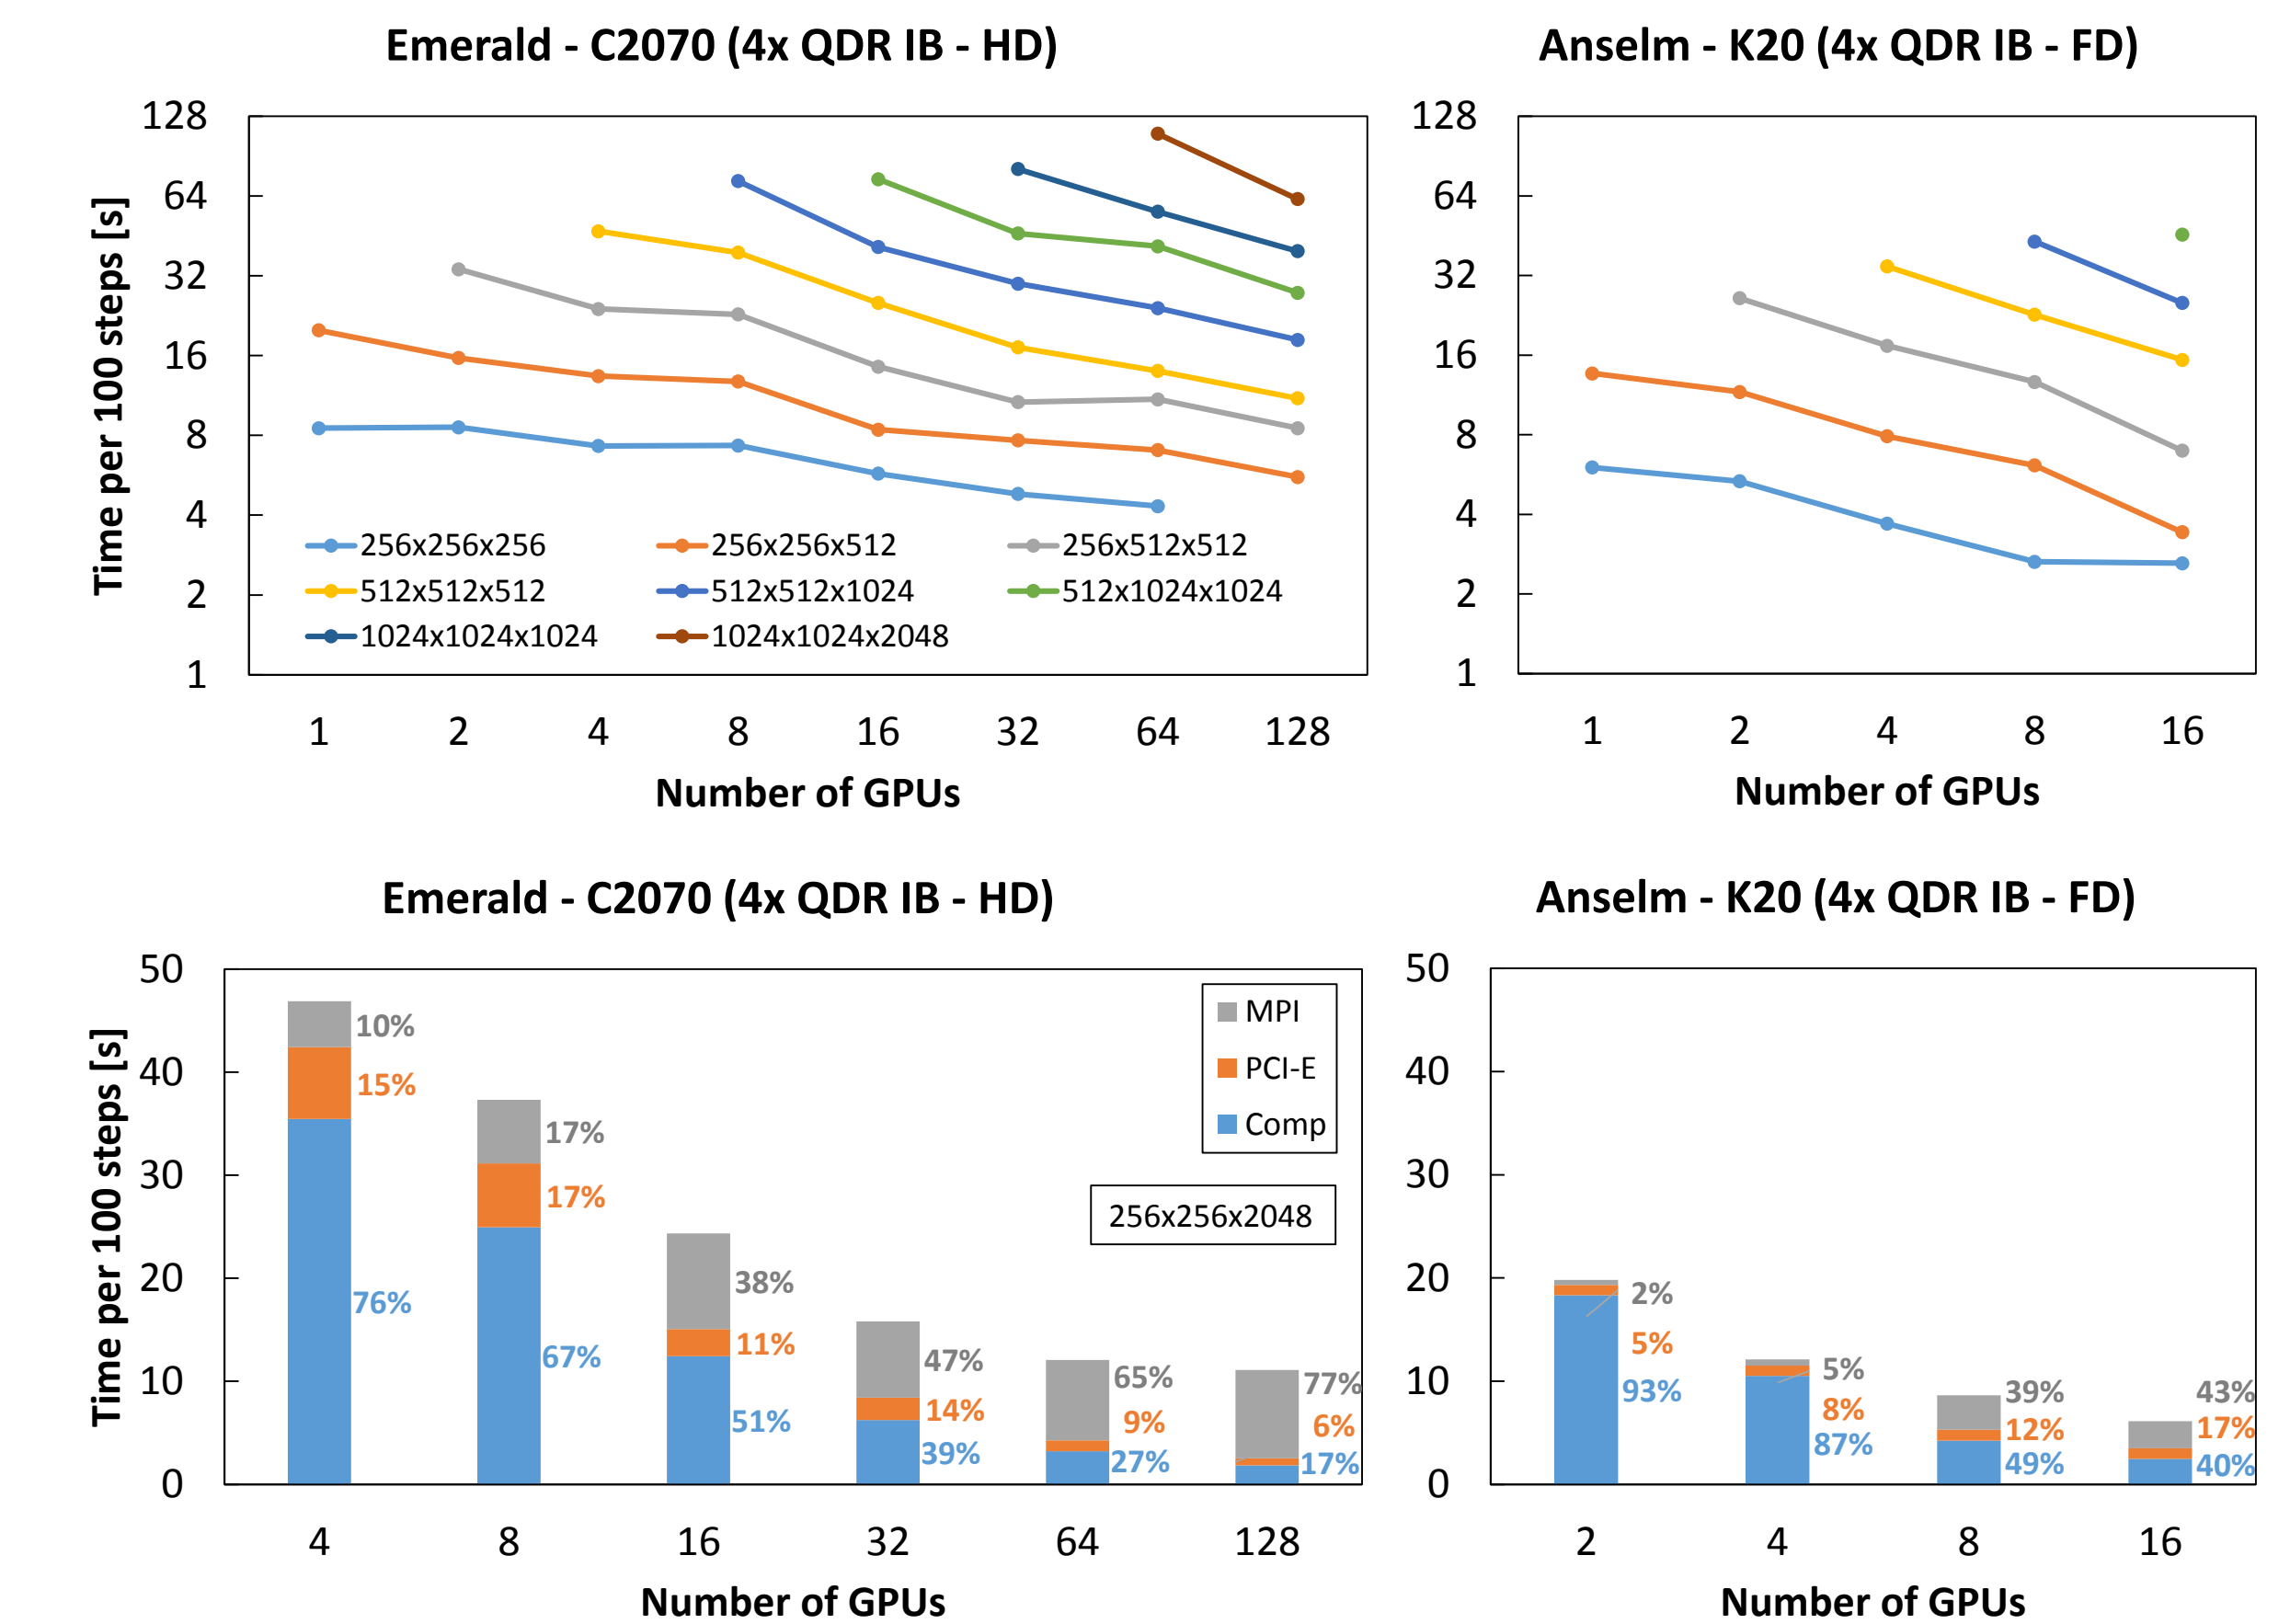 Emerald - C2070 (4x QDR IB - HD)
128
64
32
16
8
4
2
1
Time per 100 steps [s]
256x256x256
256x256x512
256x512x512
512x512x512
512x512x1024
512x1024x1024
1024x1024x1024
1024x1024x2048
1 2 4 8 16 32 64 128
Number of GPUs
Anselm - K20 (4x QDR IB - FD)
128
64
32
16
8
4
2
1
1 2 4 8 16
Number of GPUs
Emerald - C2070 (4x QDR IB - HD)
50
40
30
20
10
0
Time per 100 steps [s]
10%
15%
76%
17%
17%
67%
38%
11%
51%
47%
14%
39%
65%
9%
27%
77%
6%
17%
MPI
PCI-E
Comp
256x256x2048
4 8 16 32 64 128
Number of GPUs
Anselm - K20 (4x QDR IB - FD)
50
40
30
20
10
0
2%
5%
93%
5%
8%
87%
39%
12%
49%
43%
17%
40%
2 4 8 16
Number of GPUs